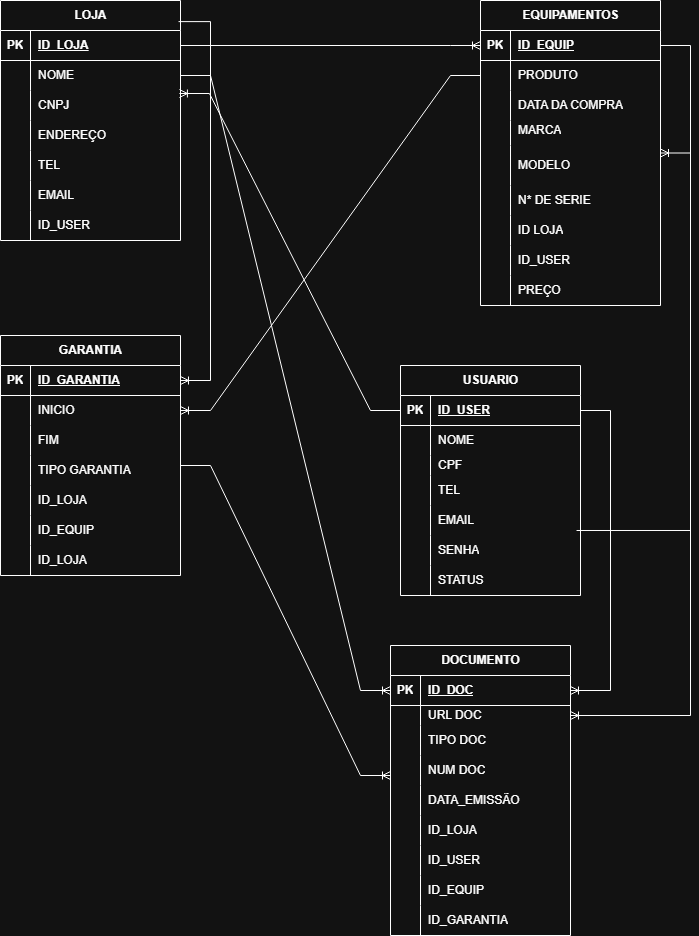 LOJA
PK ID_LOJA
NOME
CNPJ
ENDEREÇO
TEL
EMAIL
ID_USER
EQUIPAMENTOS
PK ID_EQUIP
PRODUTO
DATA DA COMPRA
MARCA
MODELO
N* DE SERIE
ID LOJA
ID_USER
PREÇO
GARANTIA
PK ID_GARANTIA
INICIO
FIM
TIPO GARANTIA
ID_LOJA
ID_EQUIP
ID_LOJA
USUARIO
PK ID_USER
NOME
CPF
TEL
EMAIL
SENHA
STATUS
DOCUMENTO
PK ID_DOC
URL DOC
TIPO DOC
NUM DOC
DATA_EMISSÃO
ID_LOJA
ID_USER
ID_EQUIP
ID_GARANTIA